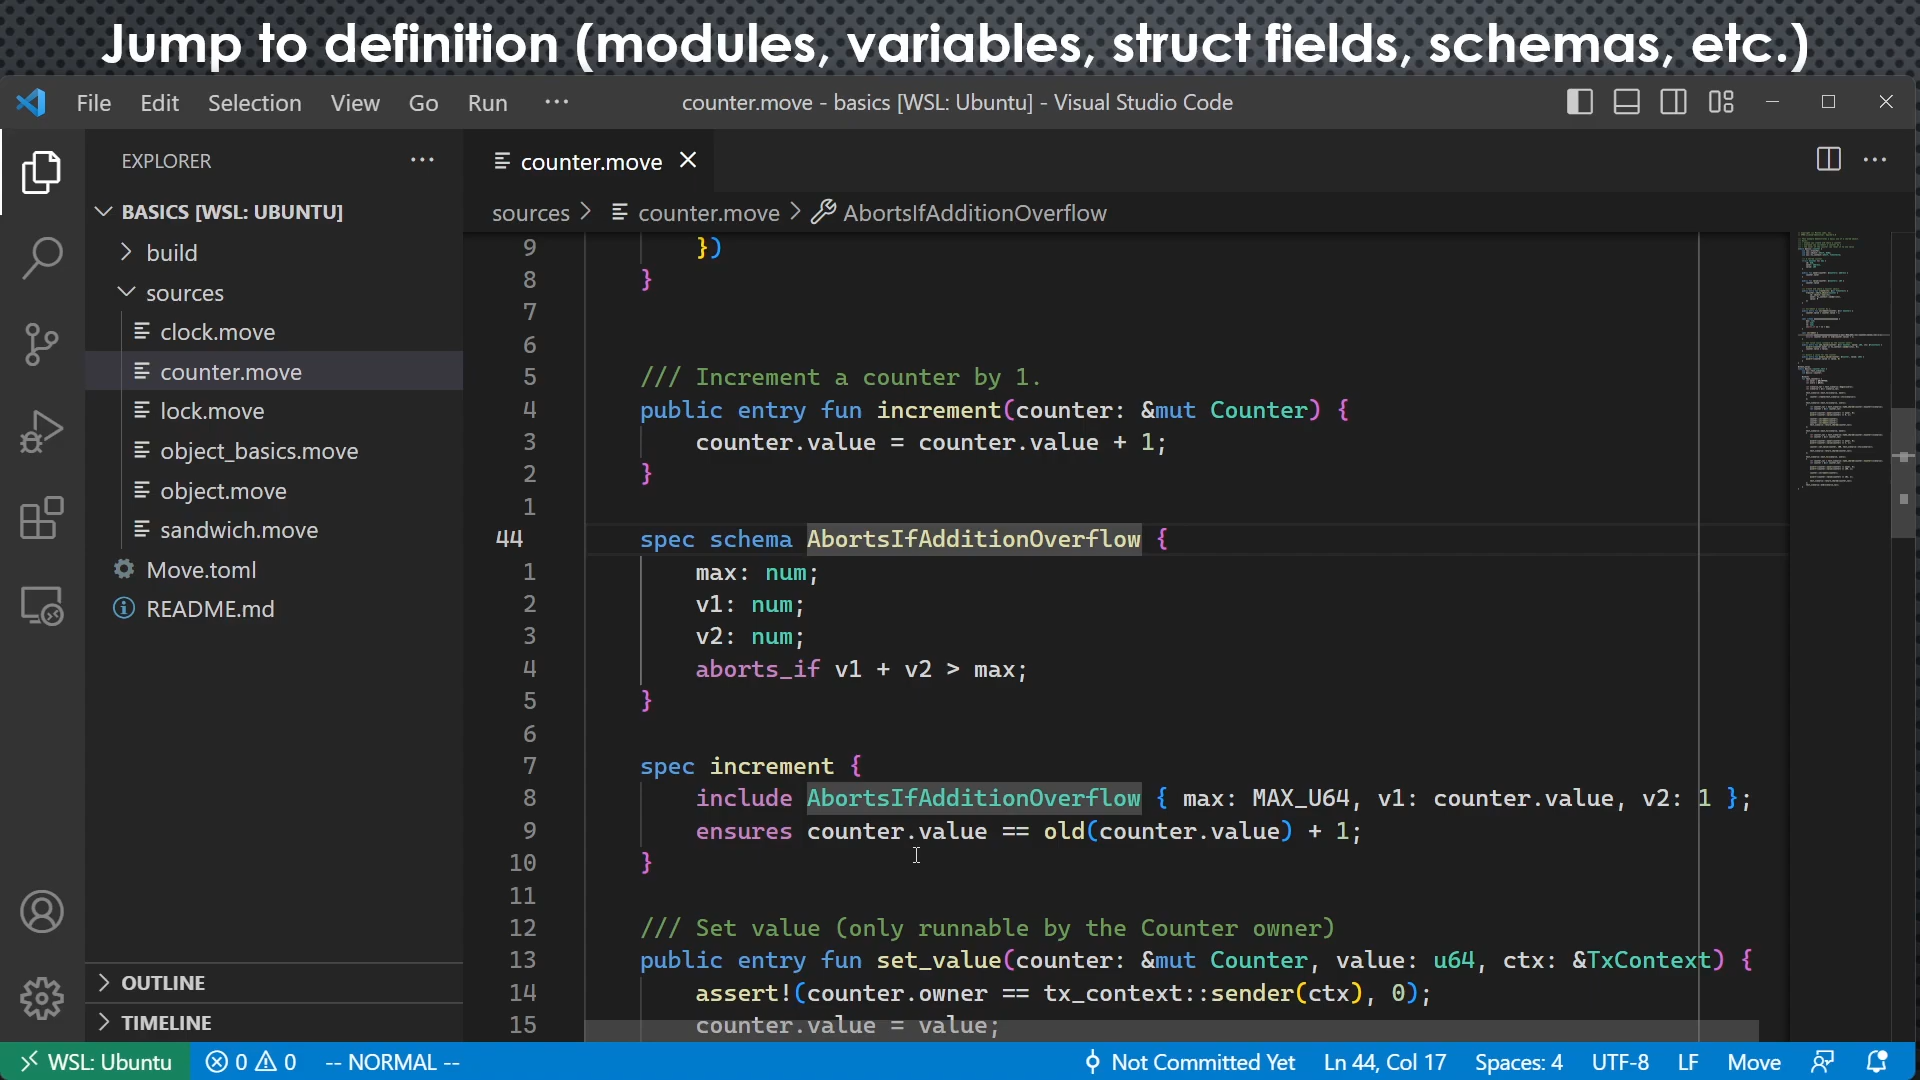 Jump to definition (modules, variables, struct fields, schemas, etc.)
File Edit Selection View Go Run ··· counter.move - basics [WSL: Ubuntu] - Visual Studio Code
EXPLORER ···
BASICS [WSL: UBUNTU]
build
sources
clock.move
counter.move
lock.move
object_basics.move
object.move
sandwich.move
Move.toml
README.md
OUTLINE
TIMELINE
counter.move
sources > counter.move > AbortsIfAdditionOverflow
9 })
8 }
7
6
5 /// Increment a counter by 1.
4 public entry fun increment(counter: &mut Counter) {
3 counter.value = counter.value + 1;
2 }
1
44 spec schema AbortsIfAdditionOverflow {
1 max: num;
2 v1: num;
3 v2: num;
4 aborts_if v1 + v2 > max;
5 }
6
7 spec increment {
8 include AbortsIfAdditionOverflow { max: MAX_U64, v1: counter.value, v2: 1 };
9 ensures counter.value == old(counter.value) + 1;
10 }
11
12 /// Set value (only runnable by the Counter owner)
13 public entry fun set_value(counter: &mut Counter, value: u64, ctx: &TxContext) {
14 assert!(counter.owner == tx_context::sender(ctx), 0);
15 counter.value = value;
WSL: Ubuntu 0 0 -- NORMAL -- Not Committed Yet Ln 44, Col 17 Spaces: 4 UTF-8 LF Move